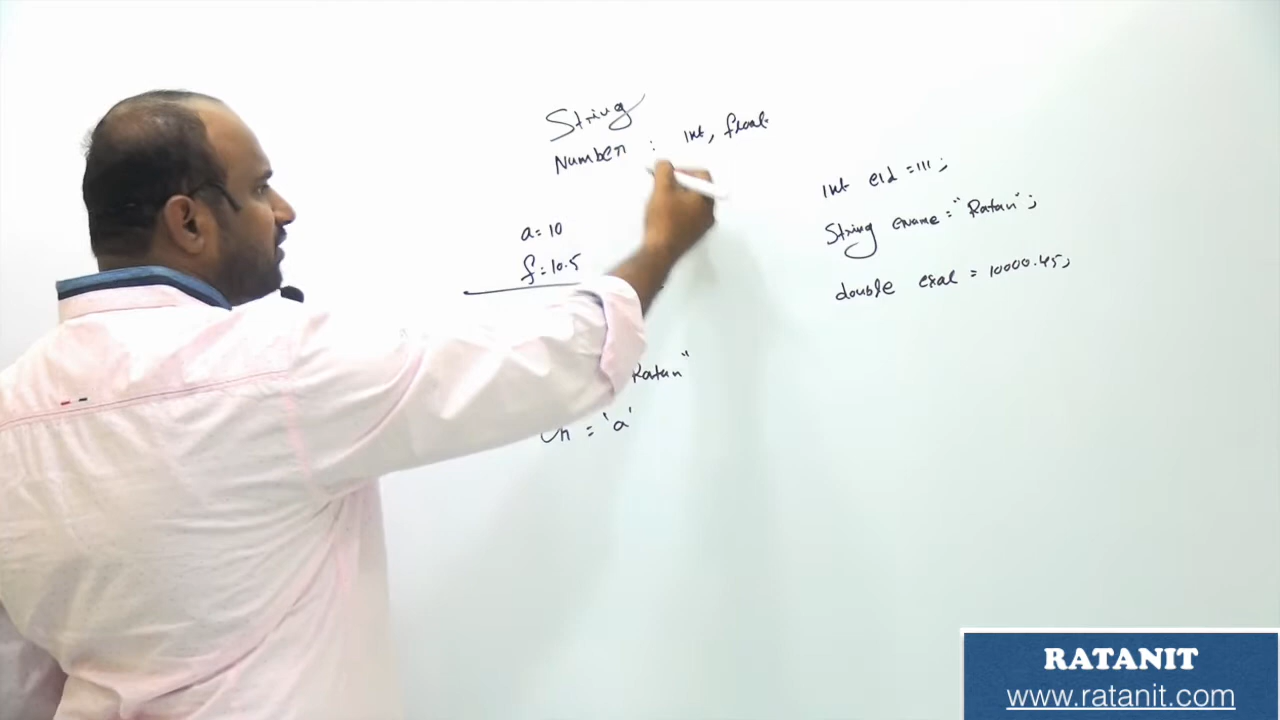 String
Number : int, float
a = 10
f = 10.5
Ratan"
= 'a'
int eid = 111;
String ename = "Ratan";
double esal = 10000.45;
RATANIT
www.ratanit.com